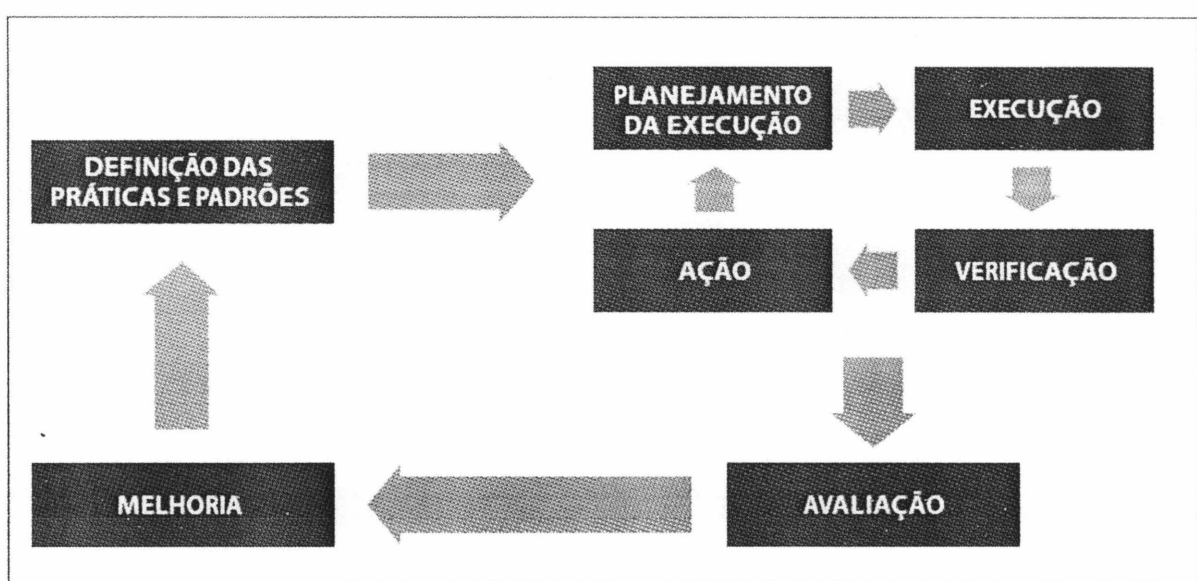 PLANEJAMENTO
DA EXECUÇÃO
EXECUÇÃO
DEFINIÇÃO DAS
PRÁTICAS E PADRÕES
AÇÃO
VERIFICAÇÃO
MELHORIA
AVALIAÇÃO